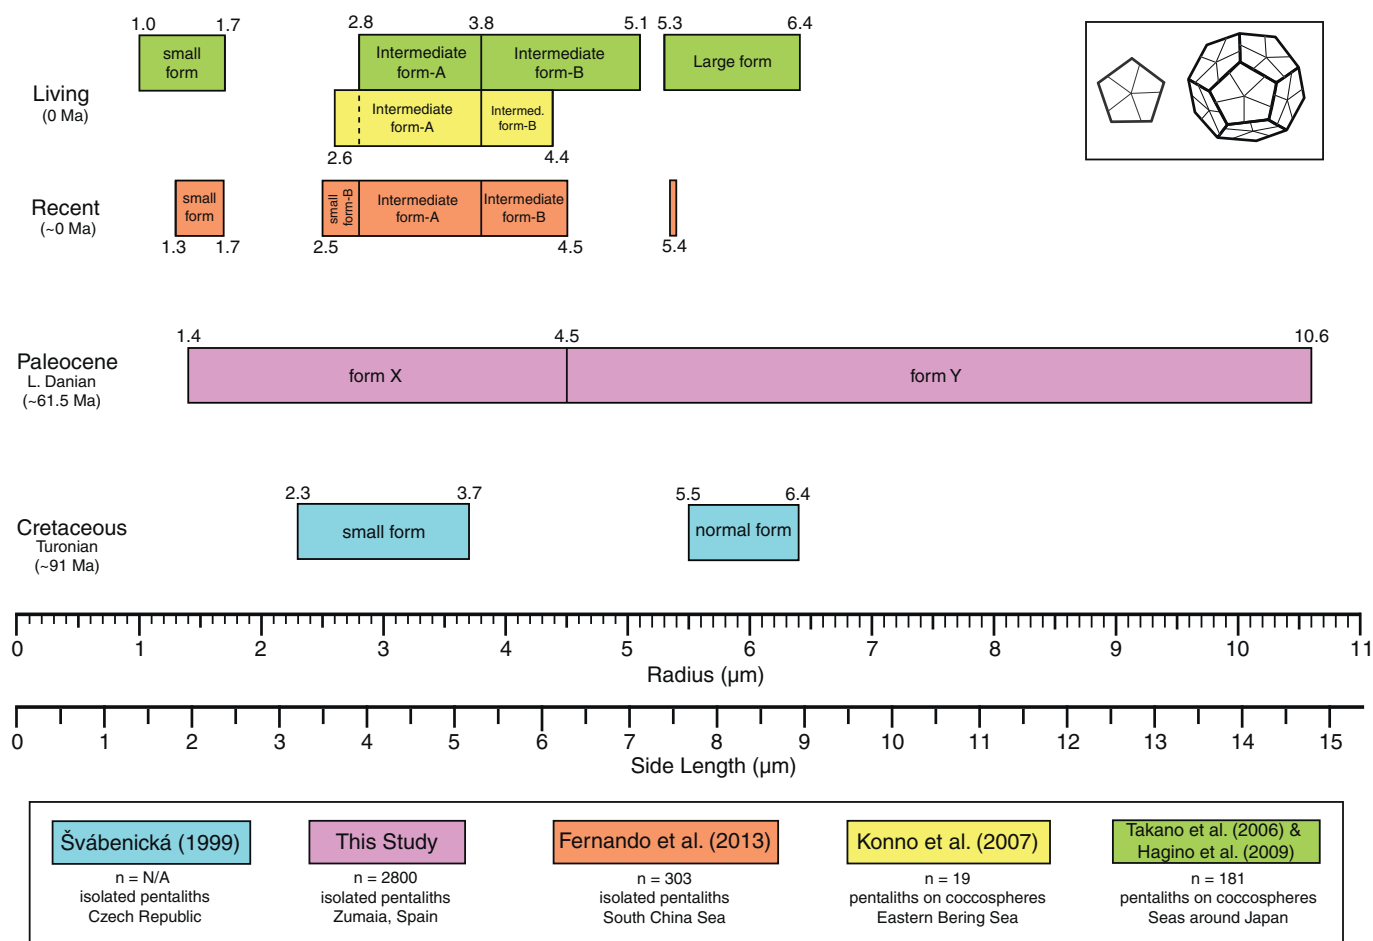 1.0
1.7
2.8
3.8
5.1
5.3
6.4
Living
(0 Ma)
small
form
Intermediate
form-A
Intermediate
form-B
Large form
Intermediate
form-A
Intermed.
form-B
2.6
4.4
Recent
(~0 Ma)
small
form
small
form-B
Intermediate
form-A
Intermediate
form-B
1.3
1.7
2.5
4.5
5.4
Paleocene
L. Danian
(~61.5 Ma)
1.4
4.5
10.6
form X
form Y
Cretaceous
Turonian
(~91 Ma)
2.3
3.7
5.5
6.4
small form
normal form
0 1 2 3 4 5 6 7 8 9 10 11
Radius (µm)
0 1 2 3 4 5 6 7 8 9 10 11 12 13 14 15
Side Length (µm)
Švábenická (1999)
n = N/A
isolated pentaliths
Czech Republic
This Study
n = 2800
isolated pentaliths
Zumaia, Spain
Fernando et al. (2013)
n = 303
isolated pentaliths
South China Sea
Konno et al. (2007)
n = 19
pentaliths on coccospheres
Eastern Bering Sea
Takano et al. (2006) &
Hagino et al. (2009)
n = 181
pentaliths on coccospheres
Seas around Japan